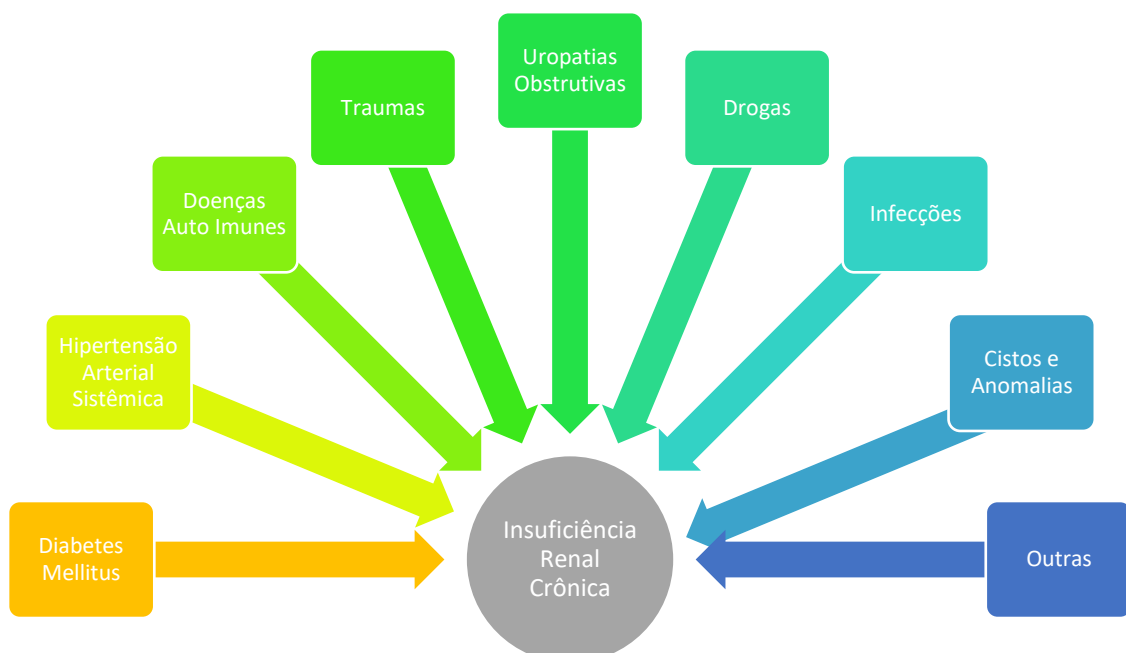 Uropatias
Obstrutivas
Traumas
Drogas
Doenças
Auto Imunes
Infecções
Hipertensão
Arterial
Sistêmica
Cistos e
Anomalias
Diabetes
Mellitus
Insuficiência
Renal
Crônica
Outras